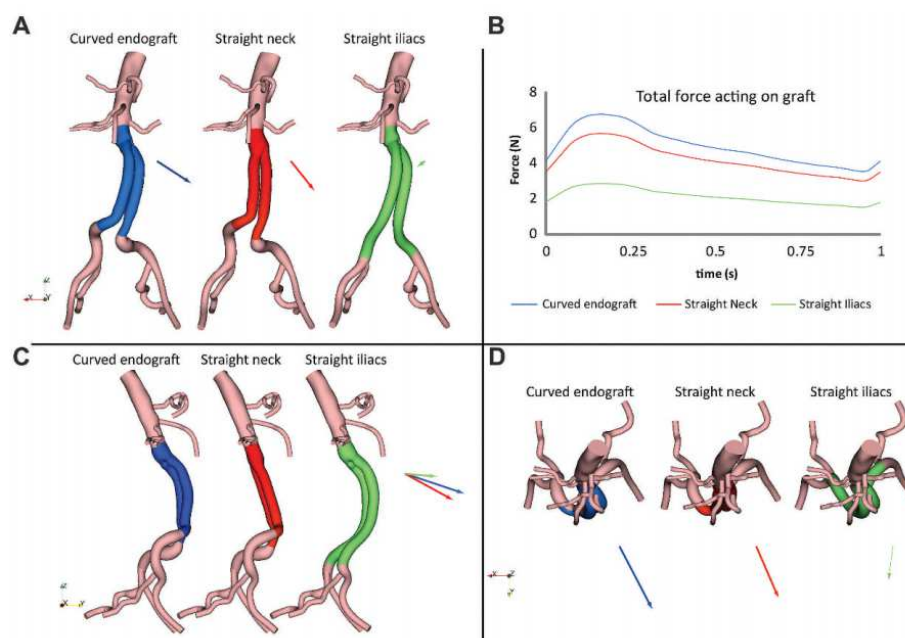 A
Curved endograft Straight neck Straight iliacs
Z
X Y
B
Total force acting on graft
Force (N)
8
6
4
2
0
0 0.25 0.5 0.75 1
time (s)
Curved endograft Straight Neck Straight Iliacs
C
Curved endograft Straight neck Straight iliacs
Z
X Y
D
Curved endograft Straight neck Straight iliacs
X Z
Y